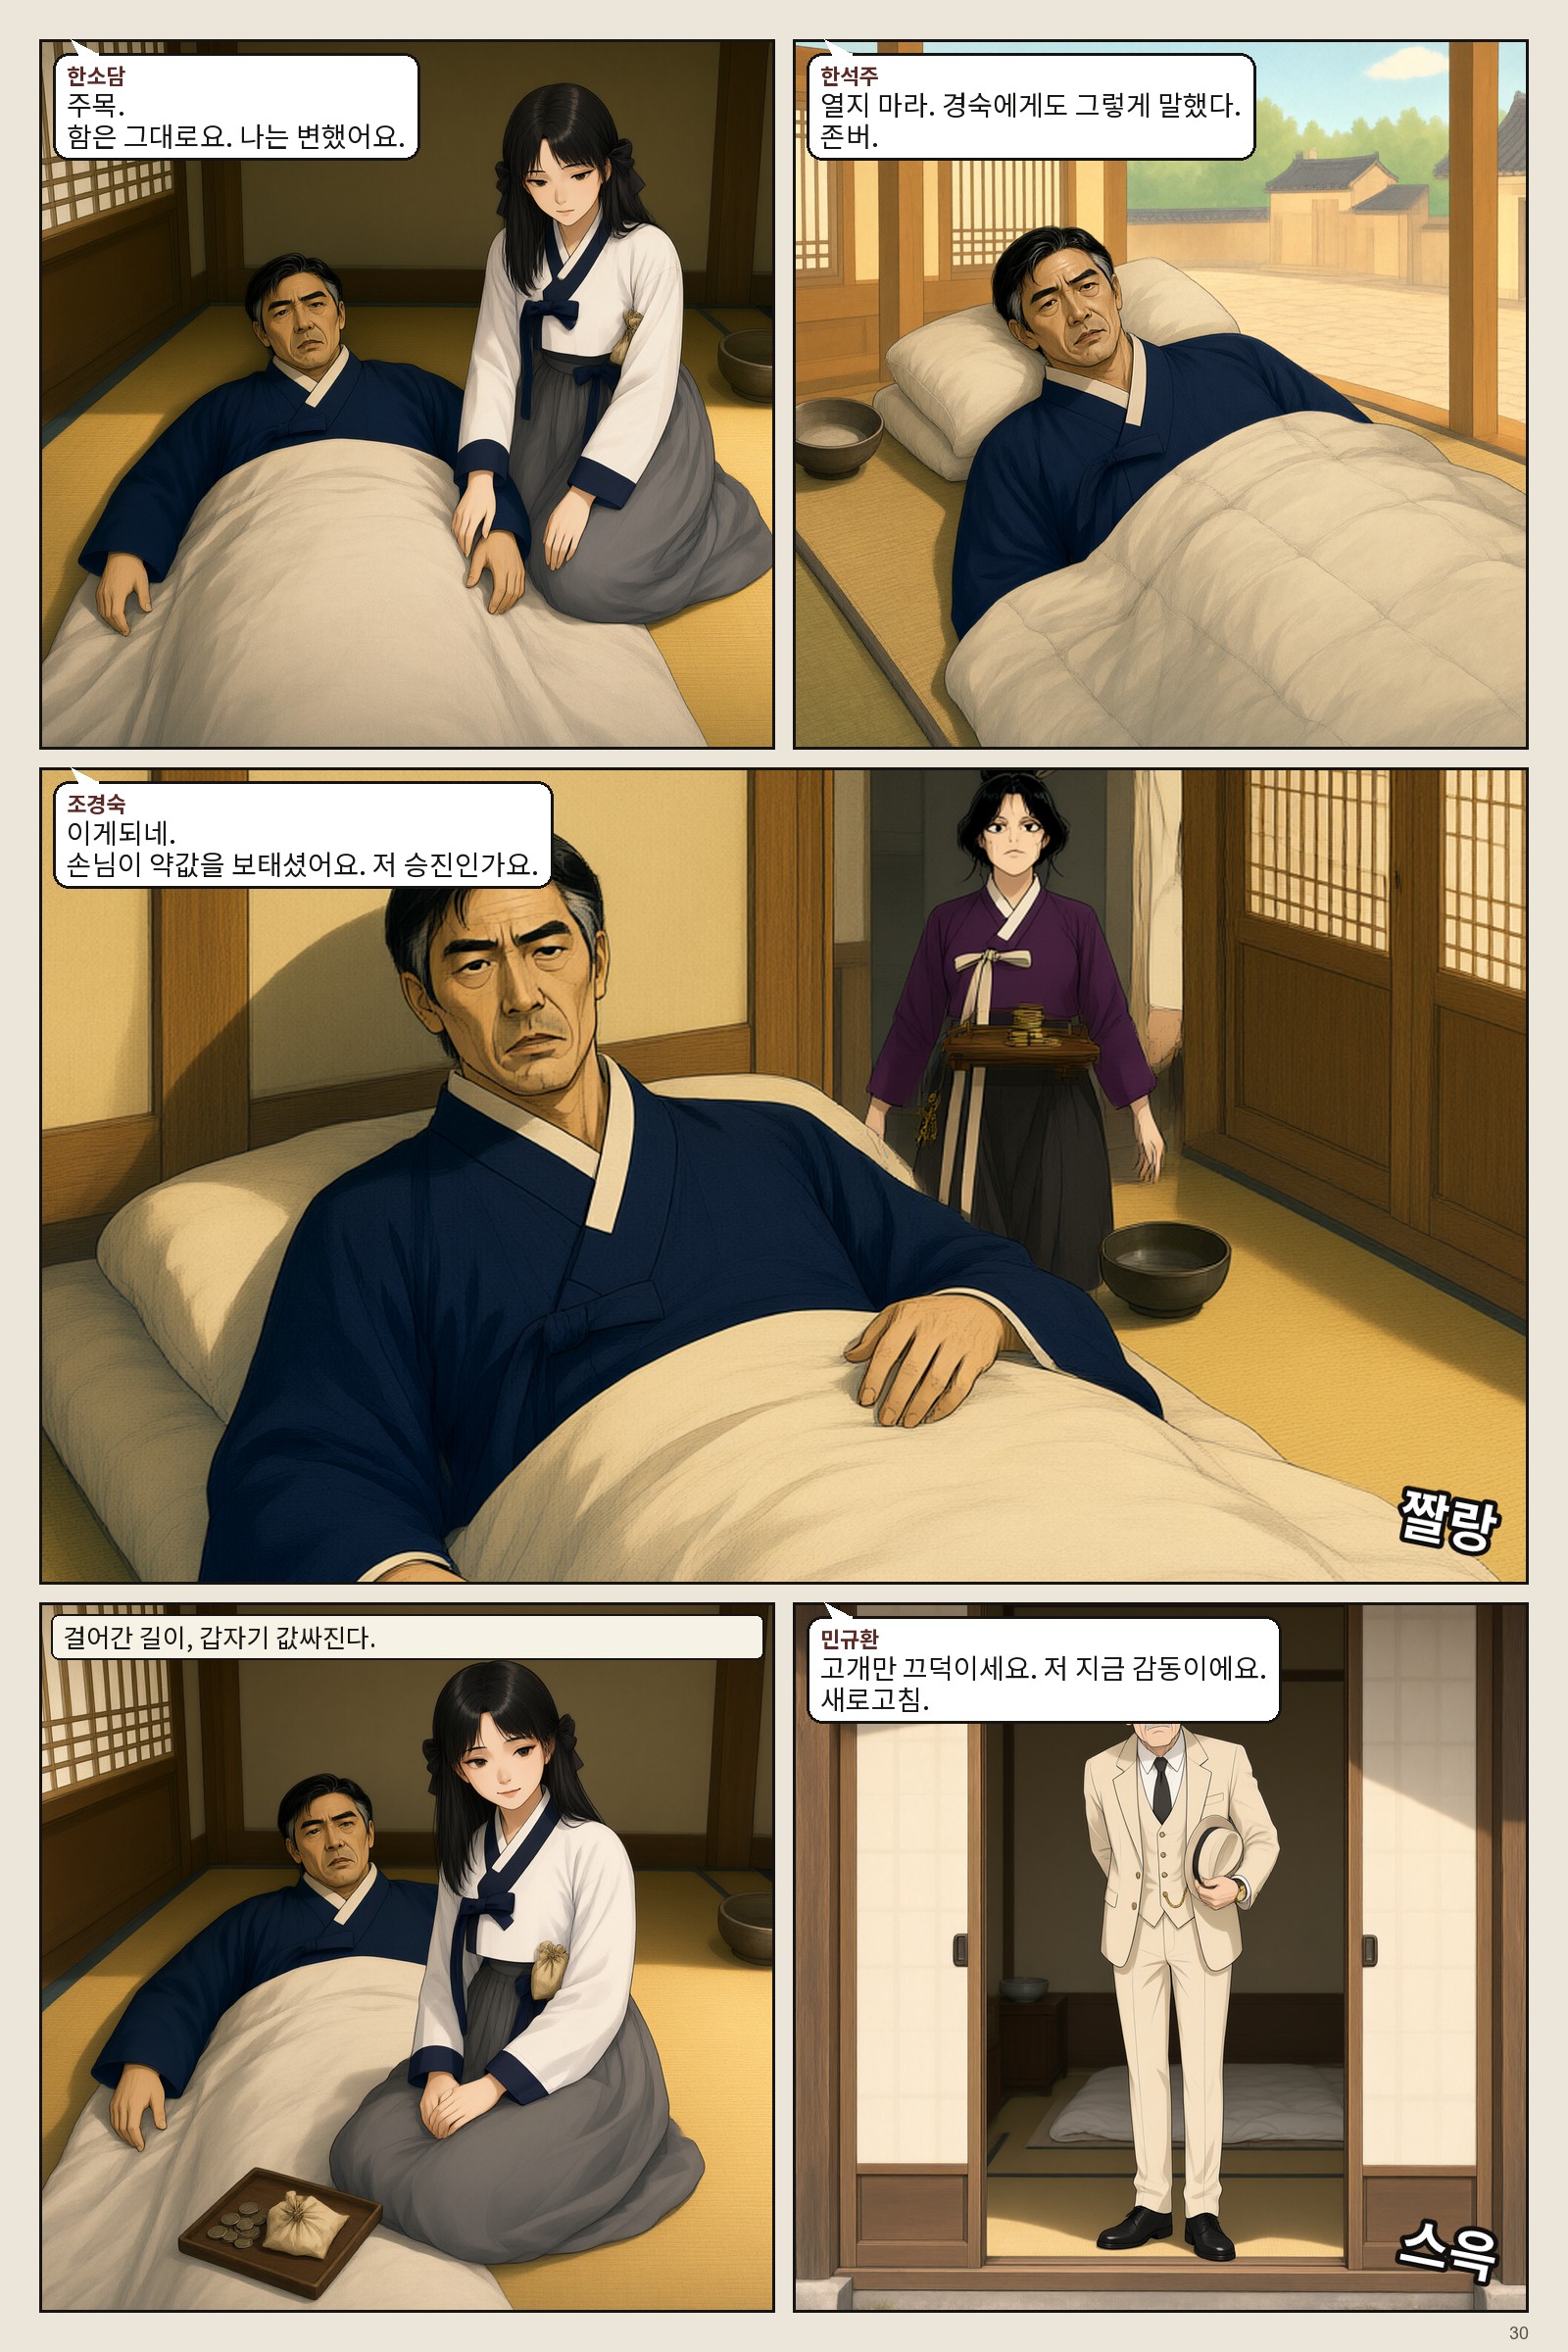 한소담
주목.
함은 그대로요. 나는 변했어요.
한석주
열지 마라. 경숙에게도 그렇게 말했다.
존버.
조경숙
이게되네.
손님이 약값을 보태셨어요. 저 승진인가요.
짤랑
걸어간 길이, 갑자기 값싸진다.
민규환
고개만 끄덕이세요. 저 지금 감동이에요.
새로고침.
스윽
30